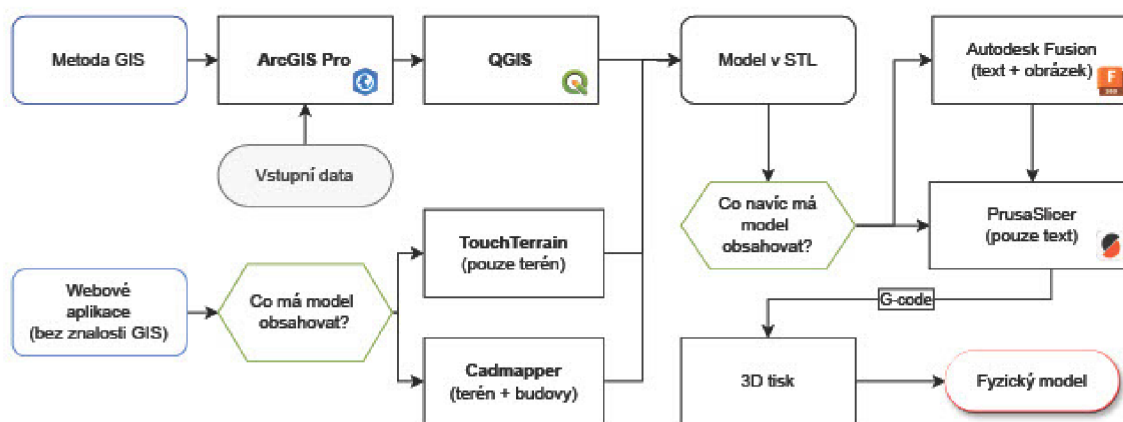 Metoda GIS
ArcGIS Pro
QGIS
Model v STL
Autodesk Fusion
(text + obrázek)
F
360
Vstupní data
Co navíc má
model
obsahovat?
PrusaSlicer
(pouze text)
TouchTerrain
(pouze terén)
Webové
aplikace
(bez znalosti GIS)
Co má model
obsahovat?
G-code
Cadmapper
(terén + budovy)
3D tisk
Fyzický model